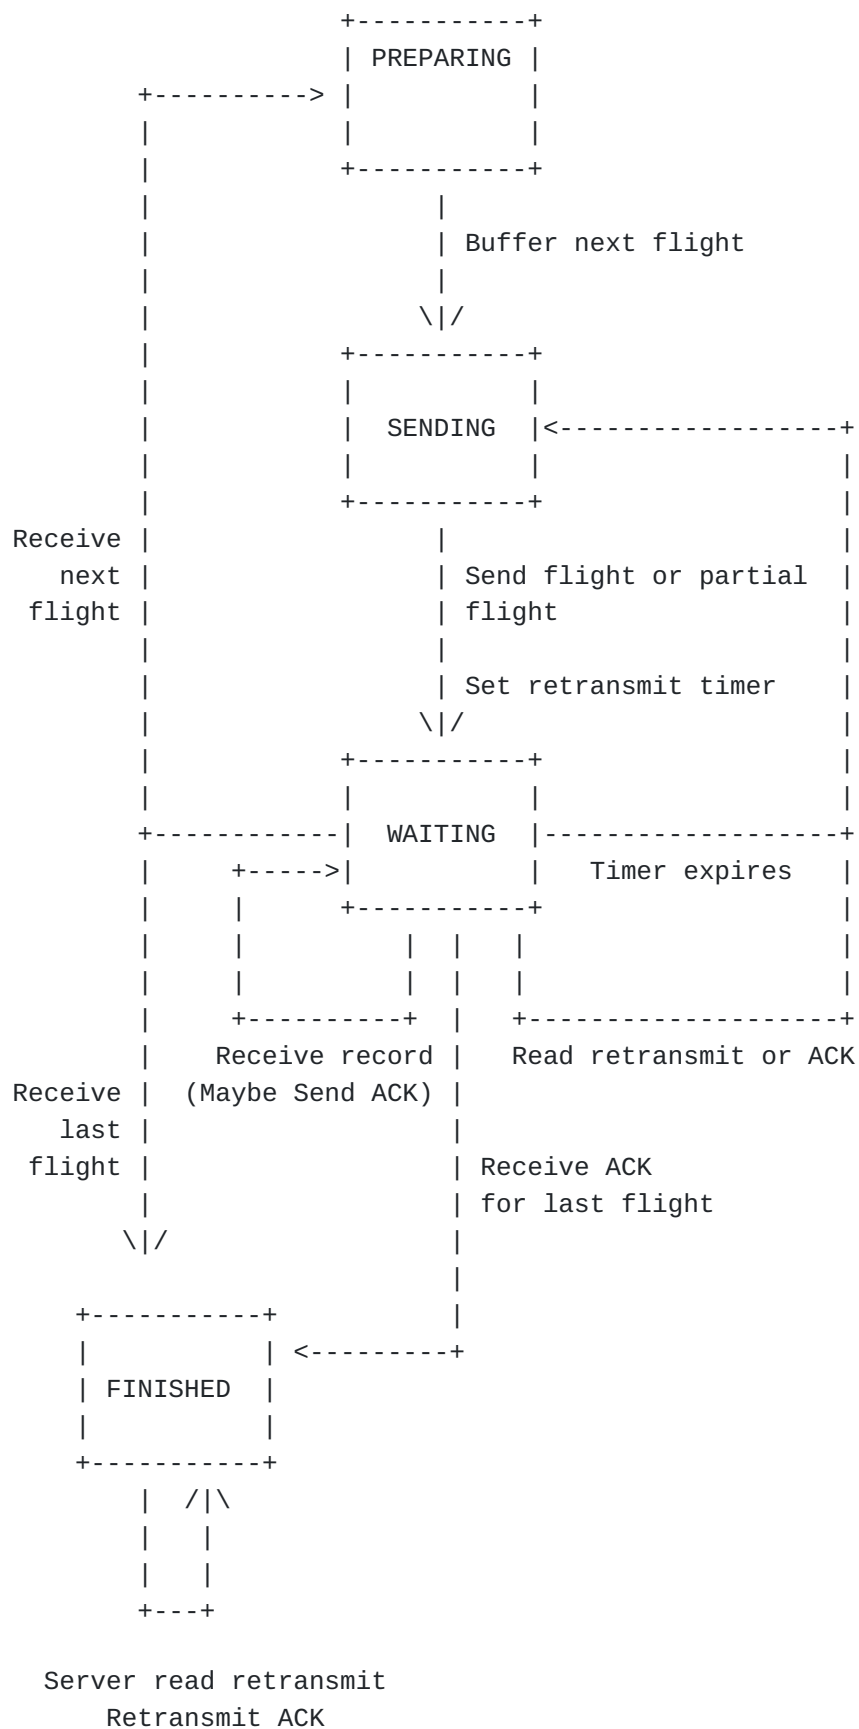 PREPARING
Buffer next flight
SENDING
Receive
next
flight
Send flight or partial
flight
Set retransmit timer
WAITING
Timer expires
Receive record
(Maybe Send ACK)
Read retransmit or ACK
Receive
last
flight
Receive ACK
for last flight
FINISHED
Server read retransmit
Retransmit ACK